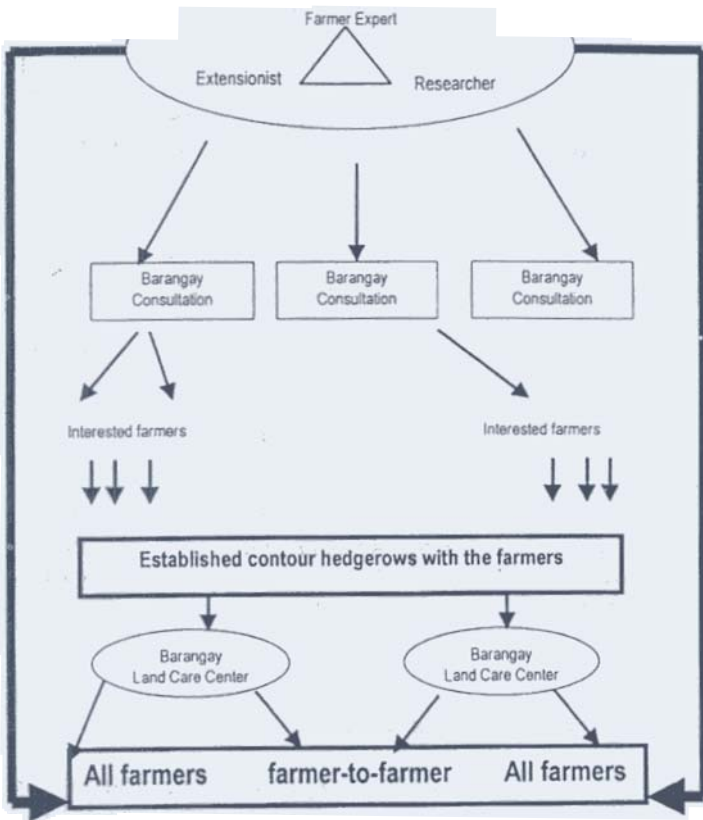 Farmer Expert
Extensionist
Researcher
Barangay
Consultation
Barangay
Consultation
Barangay
Consultation
Interested farmers
Interested farmers
Established contour hedgerows with the farmers
Barangay
Land Care Center
Barangay
Land Care Center
All farmers farmer-to-farmer All farmers